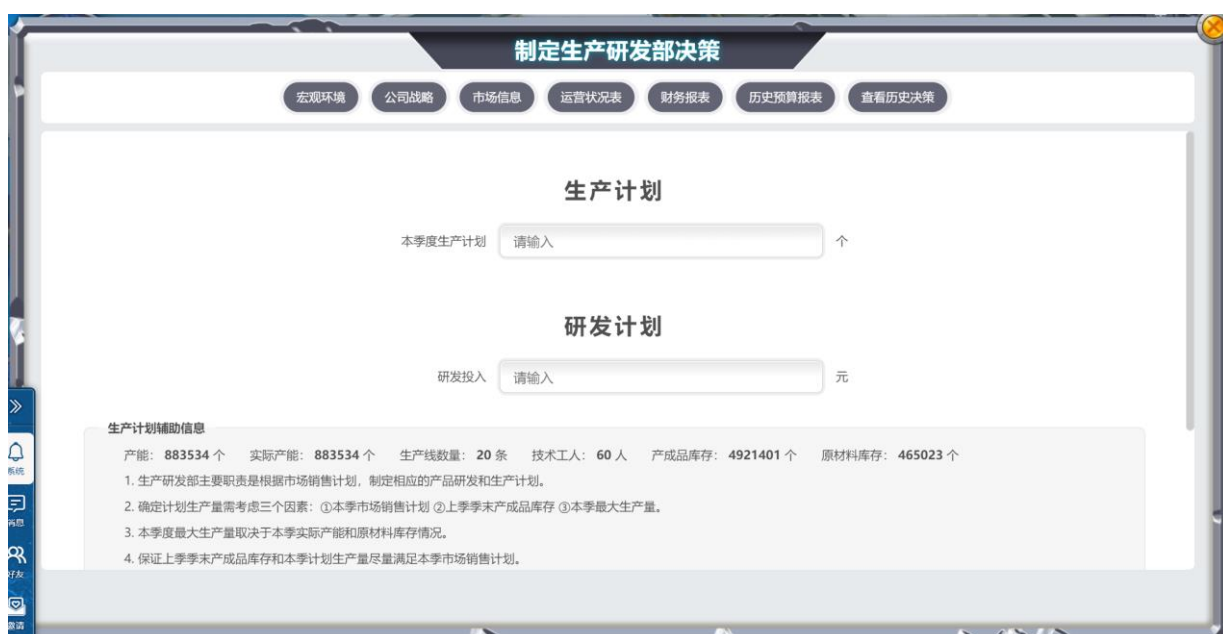 制定生产研发部决策
宏观环境 公司战略 市场信息 运营状况表 财务报表 历史预算报表 查看历史决策
生产计划
本季度生产计划 请输入 个
研发计划
研发投入 请输入 元
生产计划辅助信息
产能: 883534 个 实际产能: 883534 个 生产线数量: 20 条 技术工人: 60 人 产成品库存: 4921401 个 原材料库存: 465023 个
1. 生产研发部主要职责是根据市场销售计划, 制定相应的产品研发和生产计划。
2. 确定计划生产量需考虑三个因素: ①本季市场销售计划 ②上季季末产成品库存 ③本季最大生产量。
3. 本季度最大生产量取决于本季实际产能和原材料库存情况。
4. 保证上季季末产成品库存和本季计划生产量尽量满足本季市场销售计划。
系统
消息
好友
邀请